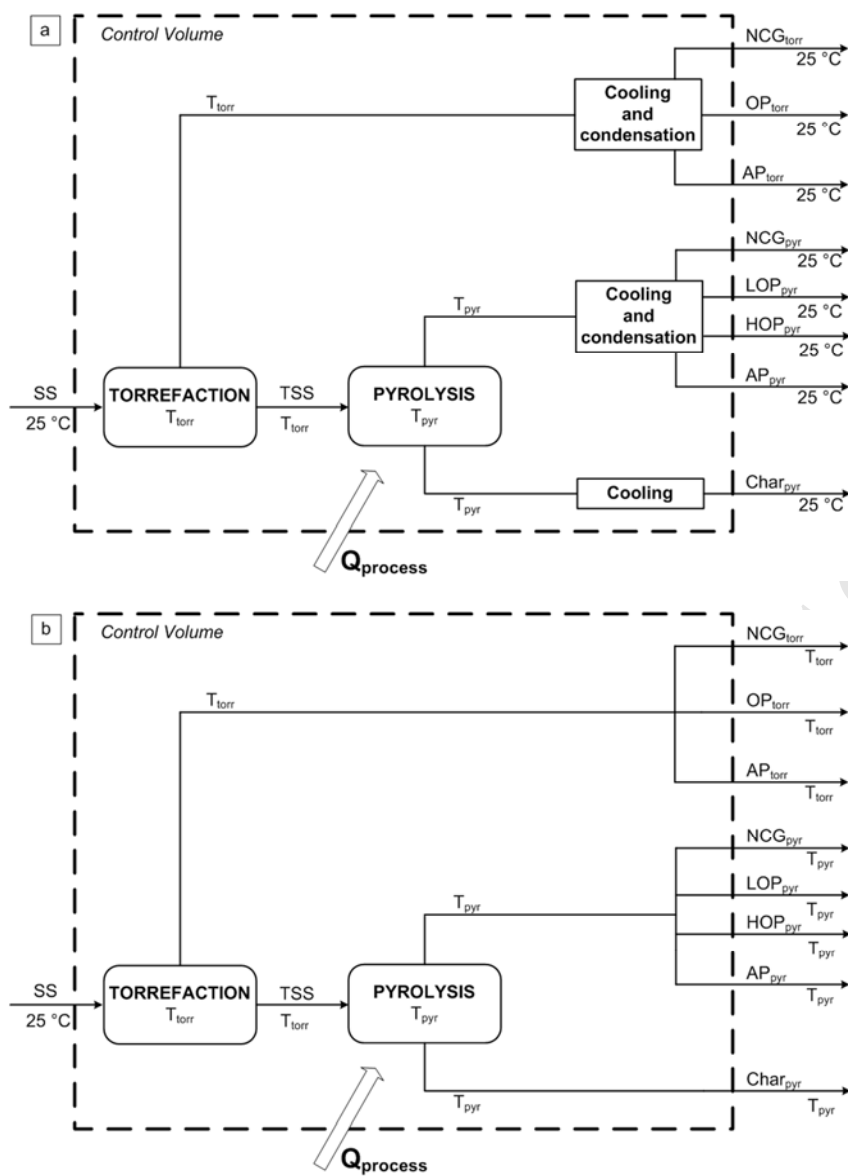 a
Control Volume
NCGtorr
25 °C
Ttorr
Cooling
and
condensation
OPtorr
25 °C
APtorr
25 °C
NCGpyr
25 °C
Tpyr
Cooling
and
condensation
LOPpyr
25 °C
HOPpyr
25 °C
APpyr
25 °C
SS
25 °C
TORREFACTION
Ttorr
TSS
Ttorr
PYROLYSIS
Tpyr
Tpyr
Cooling
Charpyr
25 °C
Qprocess
b
Control Volume
NCGtorr
Ttorr
Ttorr
OPtorr
Ttorr
APtorr
Ttorr
NCGpyr
Tpyr
Tpyr
LOPpyr
Tpyr
HOPpyr
Tpyr
APpyr
Tpyr
SS
25 °C
TORREFACTION
Ttorr
TSS
Ttorr
PYROLYSIS
Tpyr
Tpyr
Charpyr
Tpyr
Qprocess